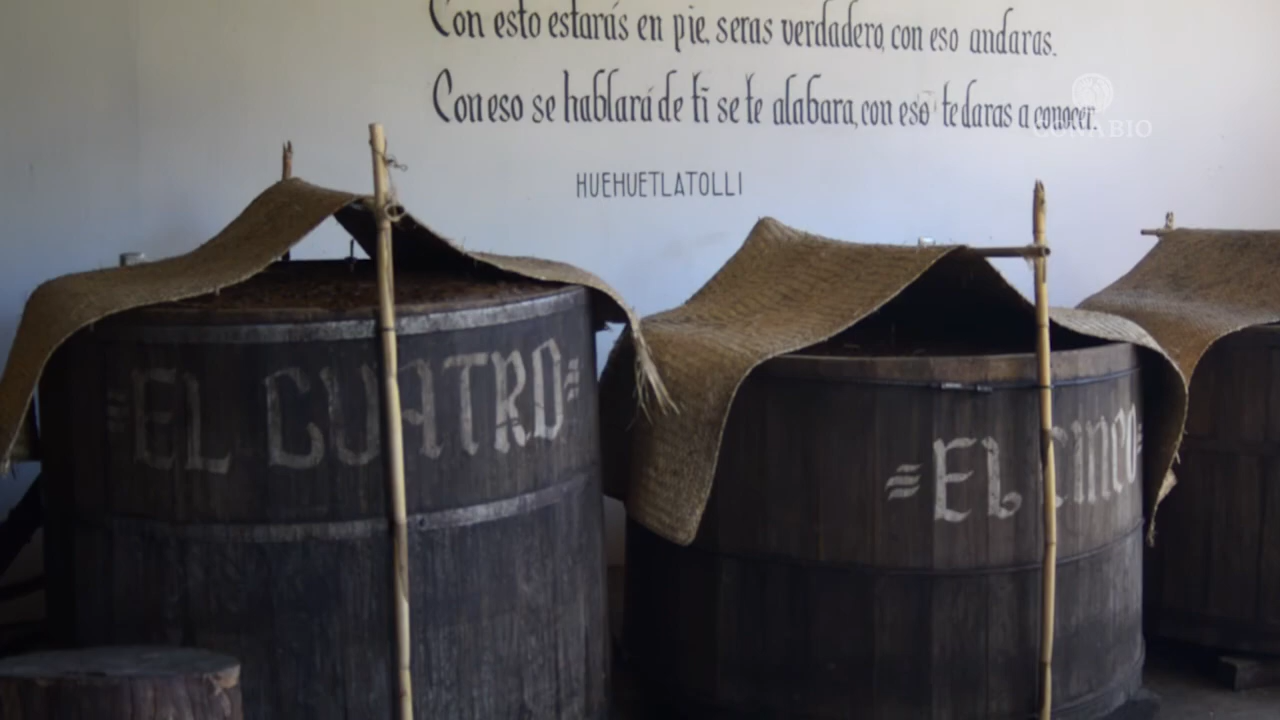 Con esto estarás en pie, seras verdadero, con eso andaras.
Con eso se hablará de ti se te alabara, con eso te daras a conocer.
CONABIO
HUEHUETLATOLLI
=EL CUATRO=
=EL CINCO=